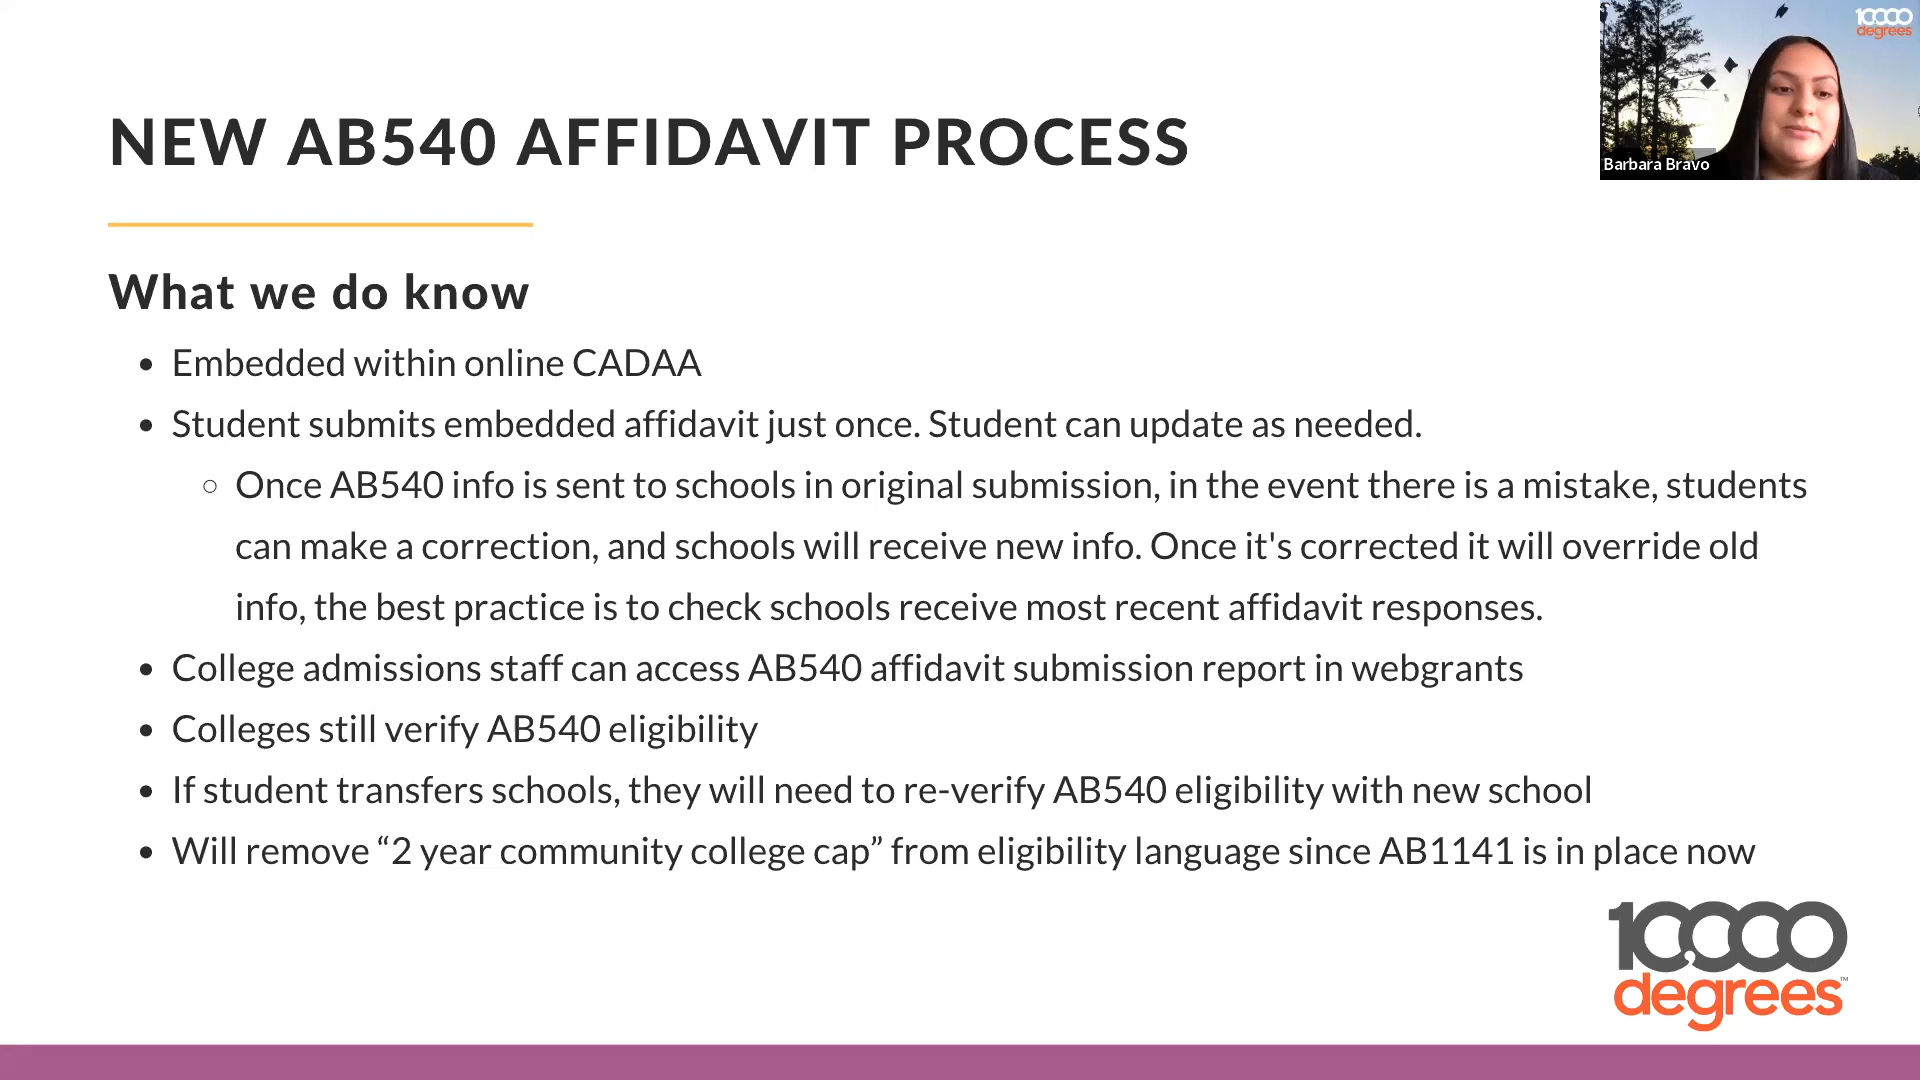 10,000
degrees
Barbara Bravo
NEW AB540 AFFIDAVIT PROCESS
What we do know
• Embedded within online CADAA
• Student submits embedded affidavit just once. Student can update as needed.
○ Once AB540 info is sent to schools in original submission, in the event there is a mistake, students
can make a correction, and schools will receive new info. Once it's corrected it will override old
info, the best practice is to check schools receive most recent affidavit responses.
• College admissions staff can access AB540 affidavit submission report in webgrants
• Colleges still verify AB540 eligibility
• If student transfers schools, they will need to re-verify AB540 eligibility with new school
• Will remove “2 year community college cap” from eligibility language since AB1141 is in place now
10,000
degrees™